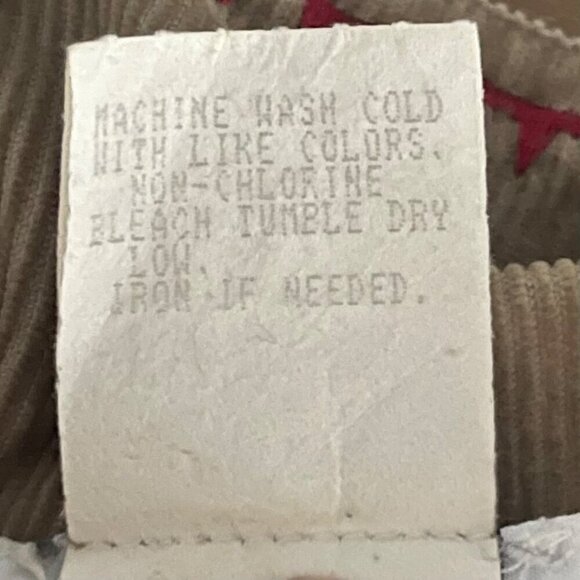 MACHINE WASH COLD
WITH LIKE COLORS.
NON-CHLORINE
BLEACH TUMBLE DRY
LOW.
IRON IF NEEDED.